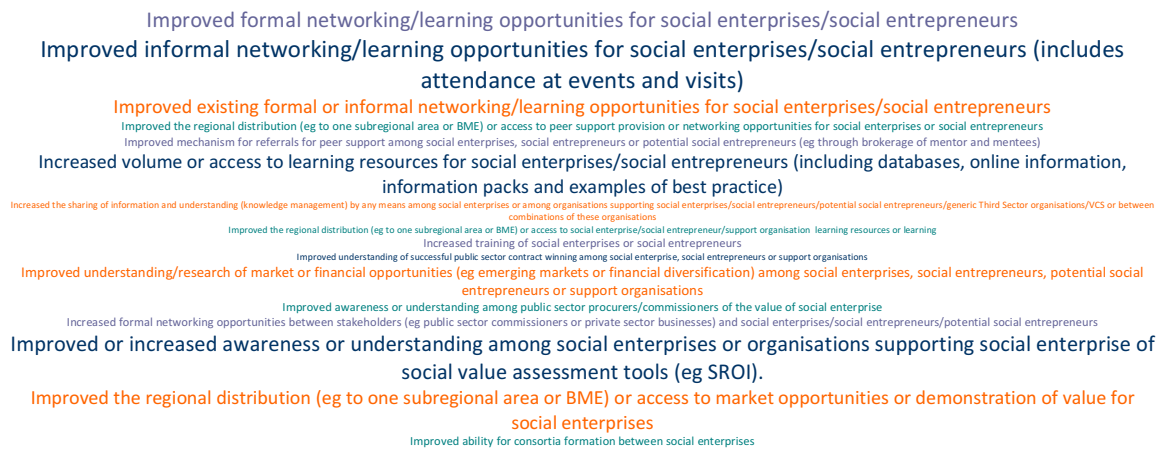 Improved formal networking/learning opportunities for social enterprises/social entrepreneurs
Improved informal networking/learning opportunities for social enterprises/social entrepreneurs (includes
attendance at events and visits)
Improved existing formal or informal networking/learning opportunities for social enterprises/social entrepreneurs
Improved the regional distribution (eg to one subregional area or BME) or access to peer support provision or networking opportunities for social enterprises or social entrepreneurs
Improved mechanism for referrals for peer support among social enterprises, social entrepreneurs or potential social entrepreneurs (eg through brokerage of mentor and mentees)
Increased volume or access to learning resources for social enterprises/social entrepreneurs (including databases, online information,
information packs and examples of best practice)
Increased the sharing of information and understanding (knowledge management) by any means among social enterprises or among organisations supporting social enterprises/social entrepreneurs/potential social entrepreneurs/generic Third Sector organisations/VCS or between
combinations of these organisations
Improved the regional distribution (eg to one subregional area or BME) or access to social enterprise/social entrepreneur/support organisation learning resources or learning
Increased training of social enterprises or social entrepreneurs
Improved understanding of successful public sector contract winning among social enterprise, social entrepreneurs or support organisations
Improved understanding/research of market or financial opportunities (eg emerging markets or financial diversification) among social enterprises, social entrepreneurs, potential social
entrepreneurs or support organisations
Improved awareness or understanding among public sector procurers/commissioners of the value of social enterprise
Increased formal networking opportunities between stakeholders (eg public sector commissioners or private sector businesses) and social enterprises/social entrepreneurs/potential social entrepreneurs
Improved or increased awareness or understanding among social enterprises or organisations supporting social enterprise of
social value assessment tools (eg SROI).
Improved the regional distribution (eg to one subregional area or BME) or access to market opportunities or demonstration of value for
social enterprises
Improved ability for consortia formation between social enterprises